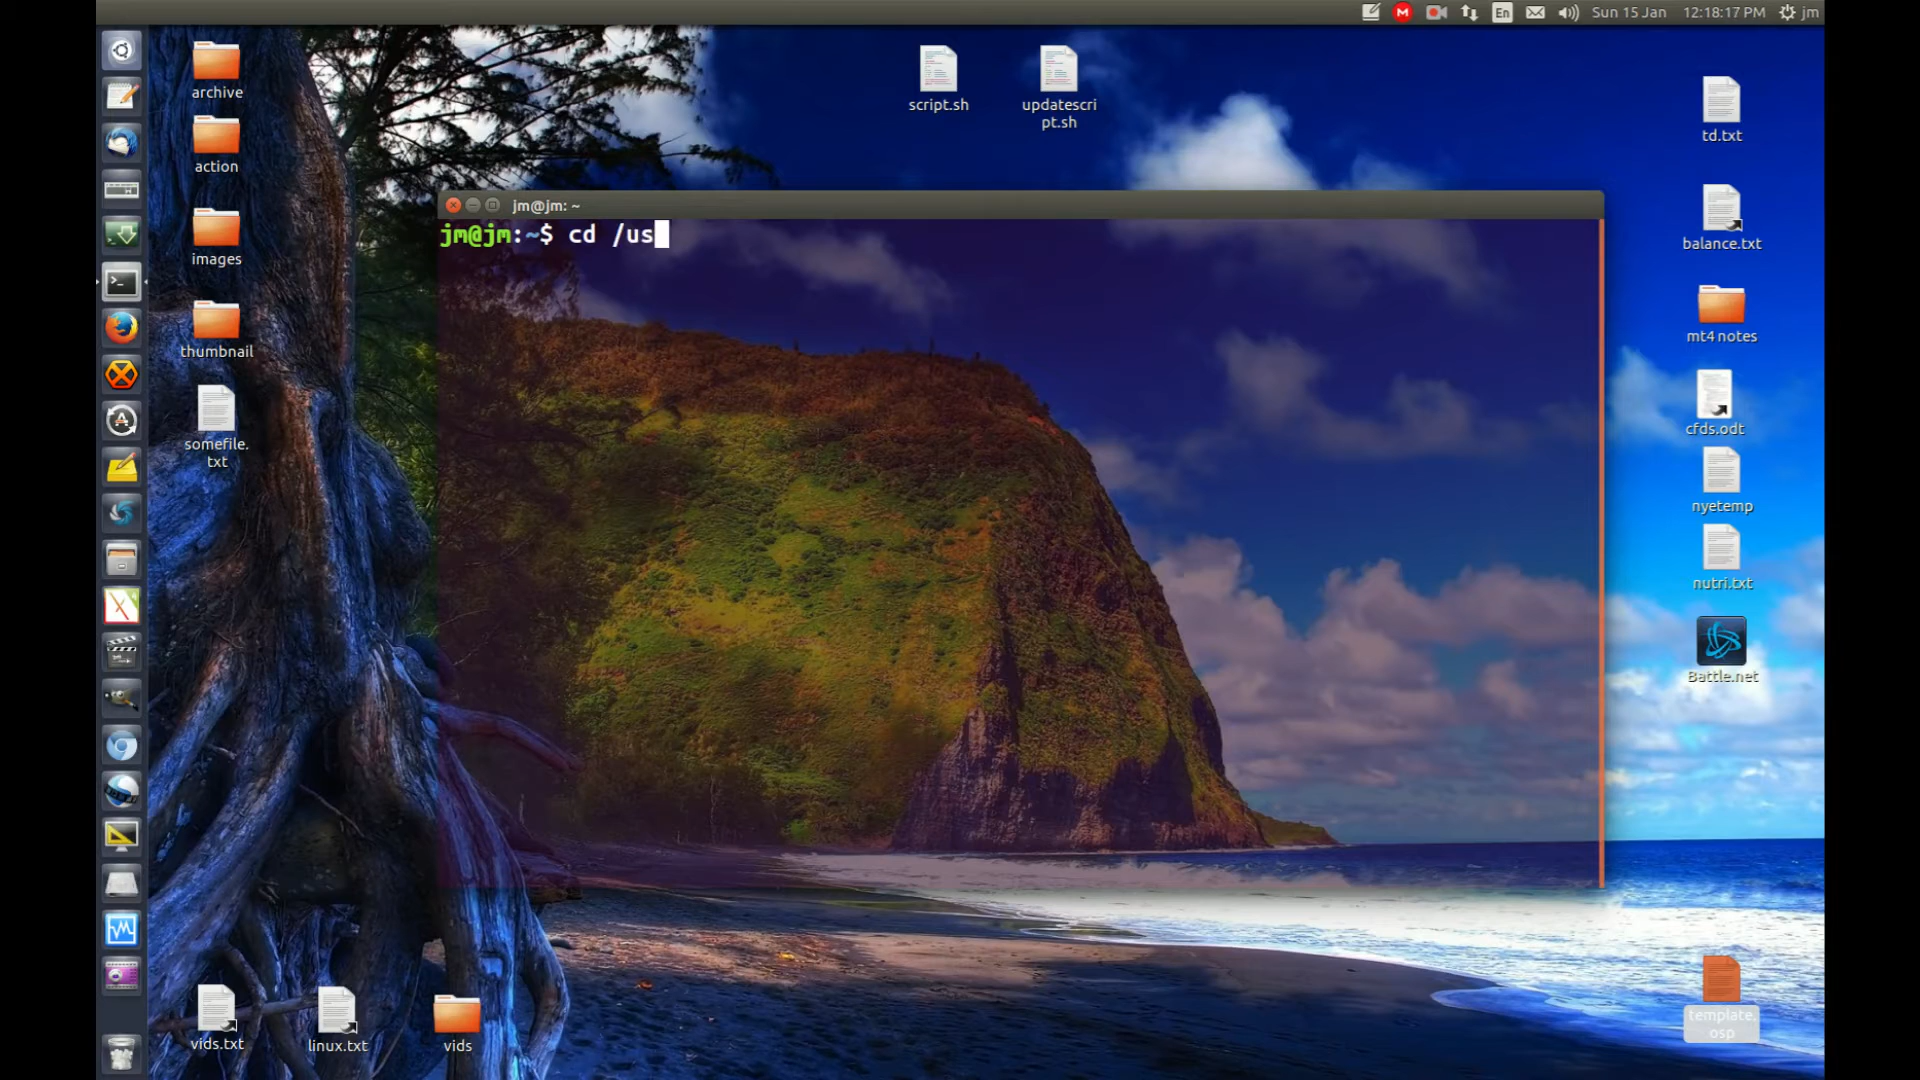 En
Sun 15 Jan
12:18:17 PM
jm
archive
action
images
thumbnail
somefile.
txt
script.sh
updatescri
pt.sh
jm@jm: ~
jm@jm:~$ cd /us
td.txt
balance.txt
mt4 notes
cfds.odt
nyetemp
nutri.txt
Battle.net
template.
osp
vids.txt
linux.txt
vids